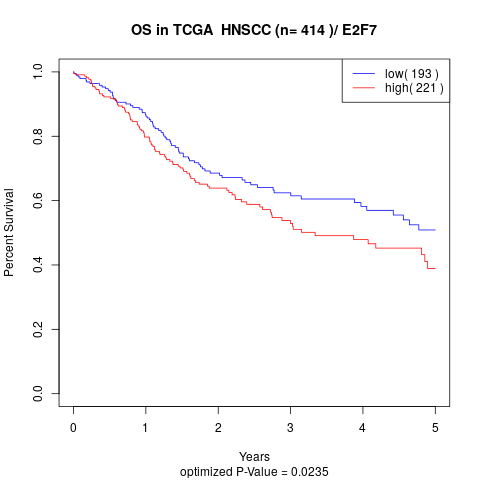 OS in TCGA  HNSCC (n= 414 )/ E2F7
low( 193 )
high( 221 )
Percent Survival
1.0
0.8
0.6
0.4
0.2
0.0
0 1 2 3 4 5
Years
optimized P-Value = 0.0235